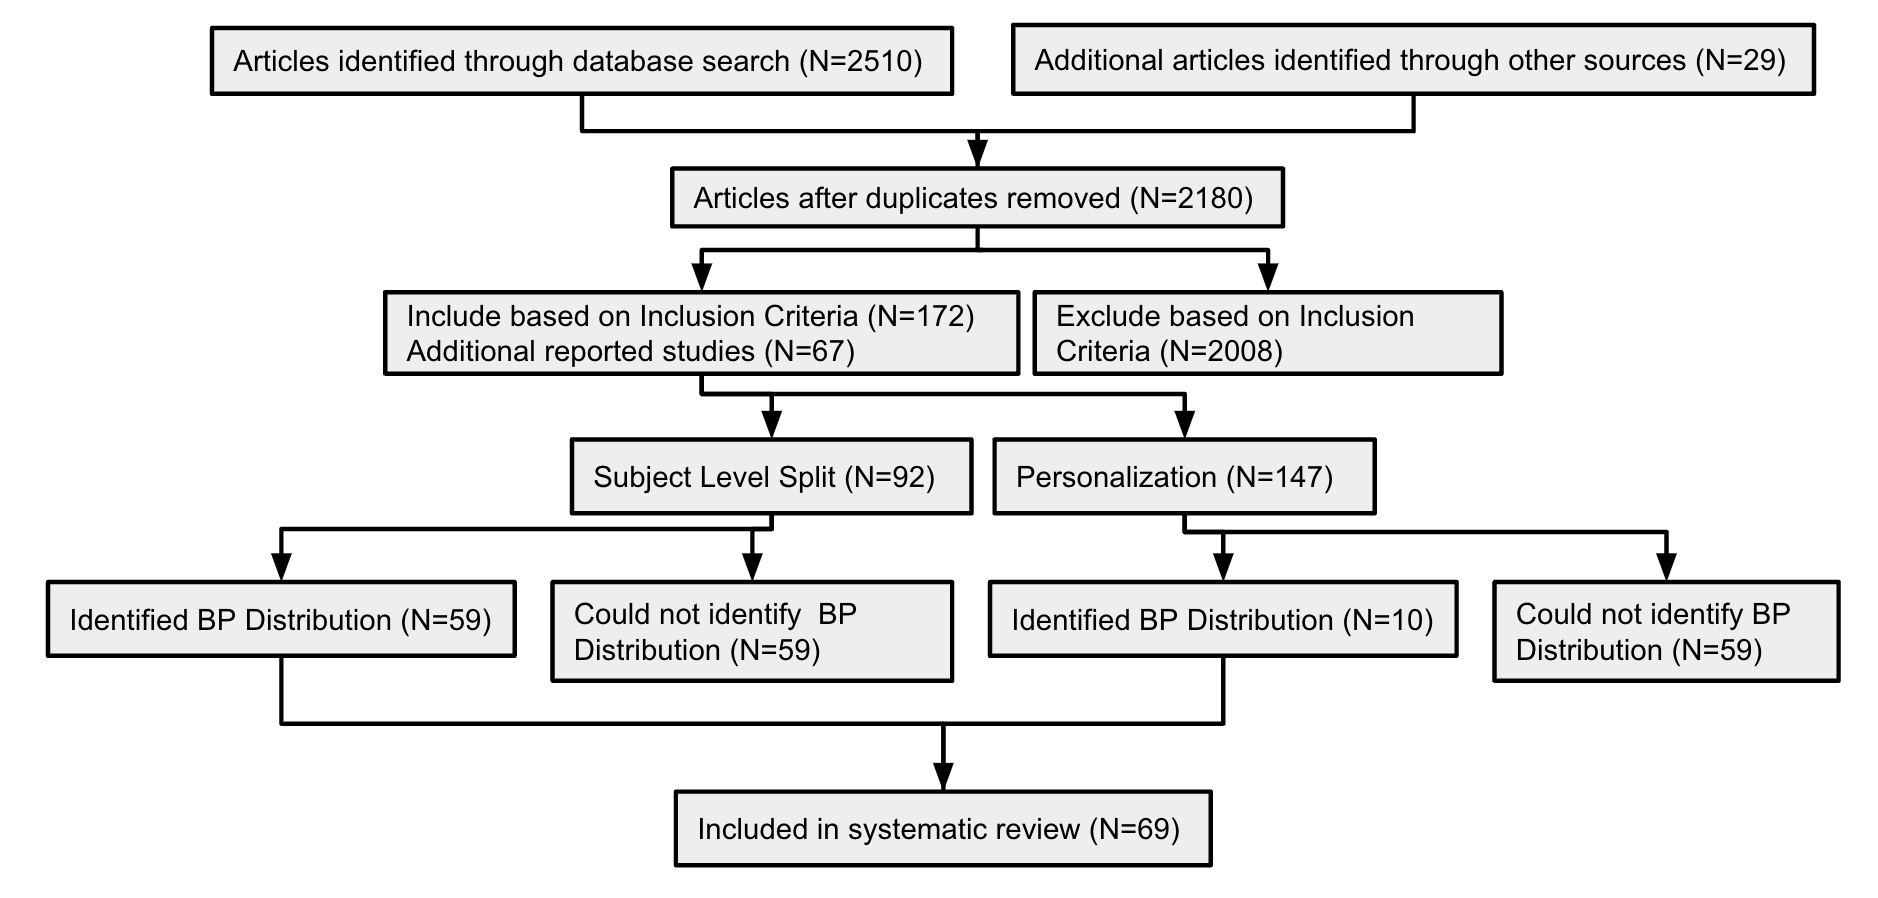 Articles identified through database search (N=2510)
Additional articles identified through other sources (N=29)
Articles after duplicates removed (N=2180)
Include based on Inclusion Criteria (N=172)
Additional reported studies (N=67)
Exclude based on Inclusion
Criteria (N=2008)
Subject Level Split (N=92)
Personalization (N=147)
Identified BP Distribution (N=59)
Could not identify  BP
Distribution (N=59)
Identified BP Distribution (N=10)
Could not identify BP
Distribution (N=59)
Included in systematic review (N=69)